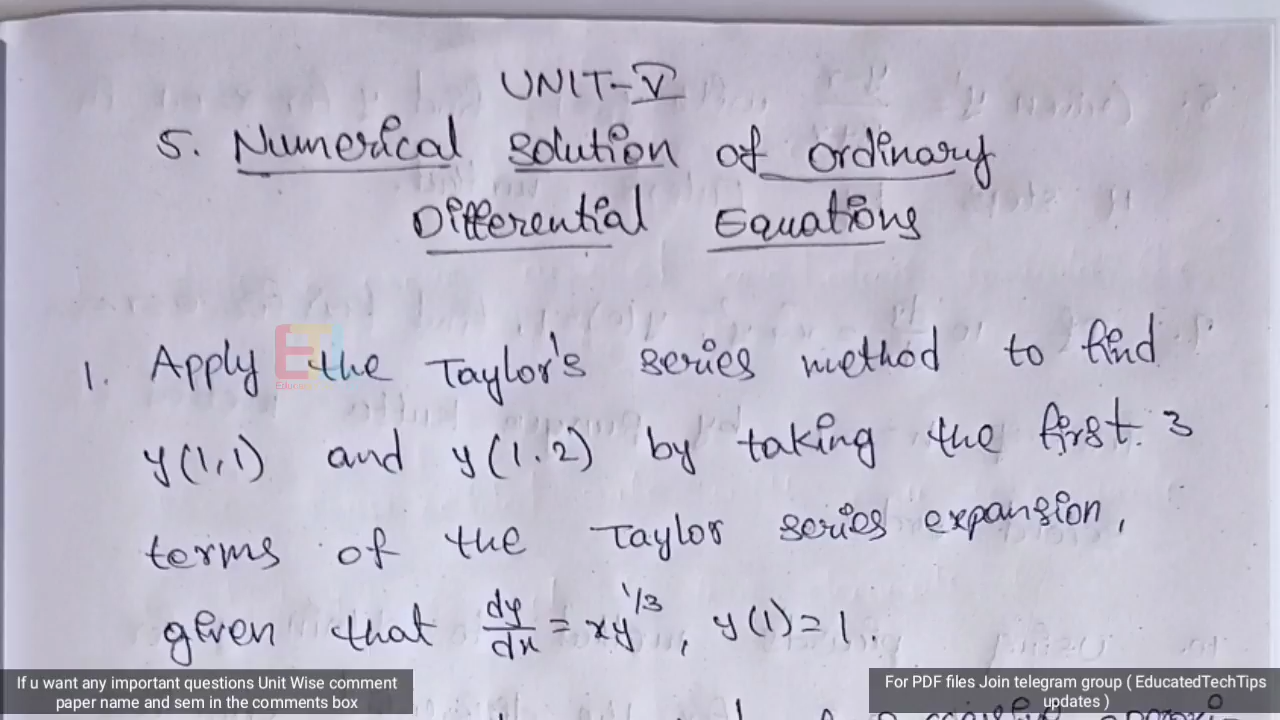 UNIT-V
5. Numerical solution of ordinary
Differential Equations
1. Apply the Taylor's series method to find
y(1.1) and y(1.2) by taking the first 3
terms of the Taylor series expansion,
given that dy/dx = xy^1/3, y(1)=1.
If u want any important questions Unit Wise comment
paper name and sem in the comments box
For PDF files Join telegram group ( EducatedTechTips
updates )